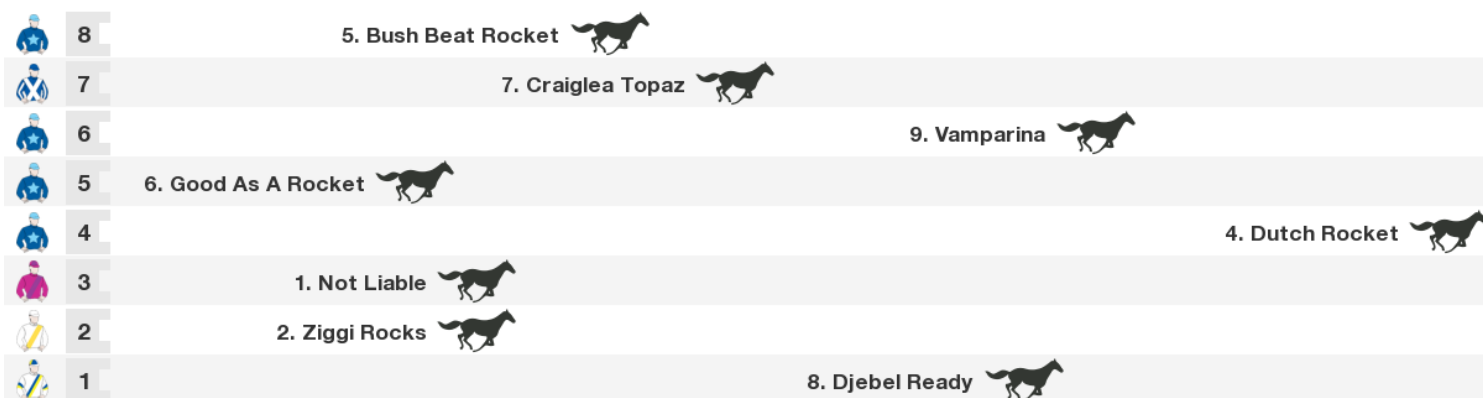 8 5. Bush Beat Rocket
7 7. Craiglea Topaz
6 9. Vamparina
5 6. Good As A Rocket
4 4. Dutch Rocket
3 1. Not Liable
2 2. Ziggi Rocks
1 8. Djebel Ready